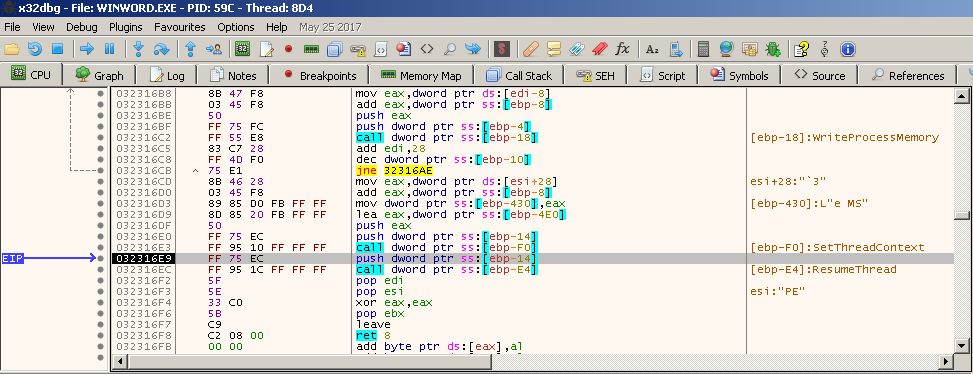 x32dbg - File: WINWORD.EXE - PID: 59C - Thread: 8D4
File View Debug Plugins Favourites Options Help May 25 2017
CPU Graph Log Notes Breakpoints Memory Map Call Stack SEH Script Symbols Source References
032316B8 8B 47 F8 mov eax,dword ptr ds:[edi-8]
032316BB 03 45 F8 add eax,dword ptr ss:[ebp-8]
032316BE 50 push eax
032316BF FF 75 FC push dword ptr ss:[ebp-4]
032316C2 FF 55 E8 call dword ptr ss:[ebp-18] [ebp-18]:WriteProcessMemory
032316C5 83 C7 28 add edi,28
032316C8 FF 4D F0 dec dword ptr ss:[ebp-10]
032316CB 75 E1 jne 32316AE
032316CD 8B 46 28 mov eax,dword ptr ds:[esi+28] esi+28:"`3"
032316D0 03 45 F8 add eax,dword ptr ss:[ebp-8]
032316D3 89 85 D0 FB FF FF mov dword ptr ss:[ebp-430],eax [ebp-430]:L"e MS"
032316D9 8D 85 20 FB FF FF lea eax,dword ptr ss:[ebp-4E0]
032316DF 50 push eax
032316E0 FF 75 EC push dword ptr ss:[ebp-14]
032316E3 FF 95 10 FF FF FF call dword ptr ss:[ebp-F0] [ebp-F0]:SetThreadContext
EIP 032316E9 FF 75 EC push dword ptr ss:[ebp-14]
032316EC FF 95 1C FF FF FF call dword ptr ss:[ebp-E4] [ebp-E4]:ResumeThread
032316F2 5F pop edi
032316F3 5E pop esi esi:"PE"
032316F4 33 C0 xor eax,eax
032316F6 5B pop ebx
032316F7 C9 leave
032316F8 C2 08 00 ret 8
032316FB 00 00 add byte ptr ds:[eax],al